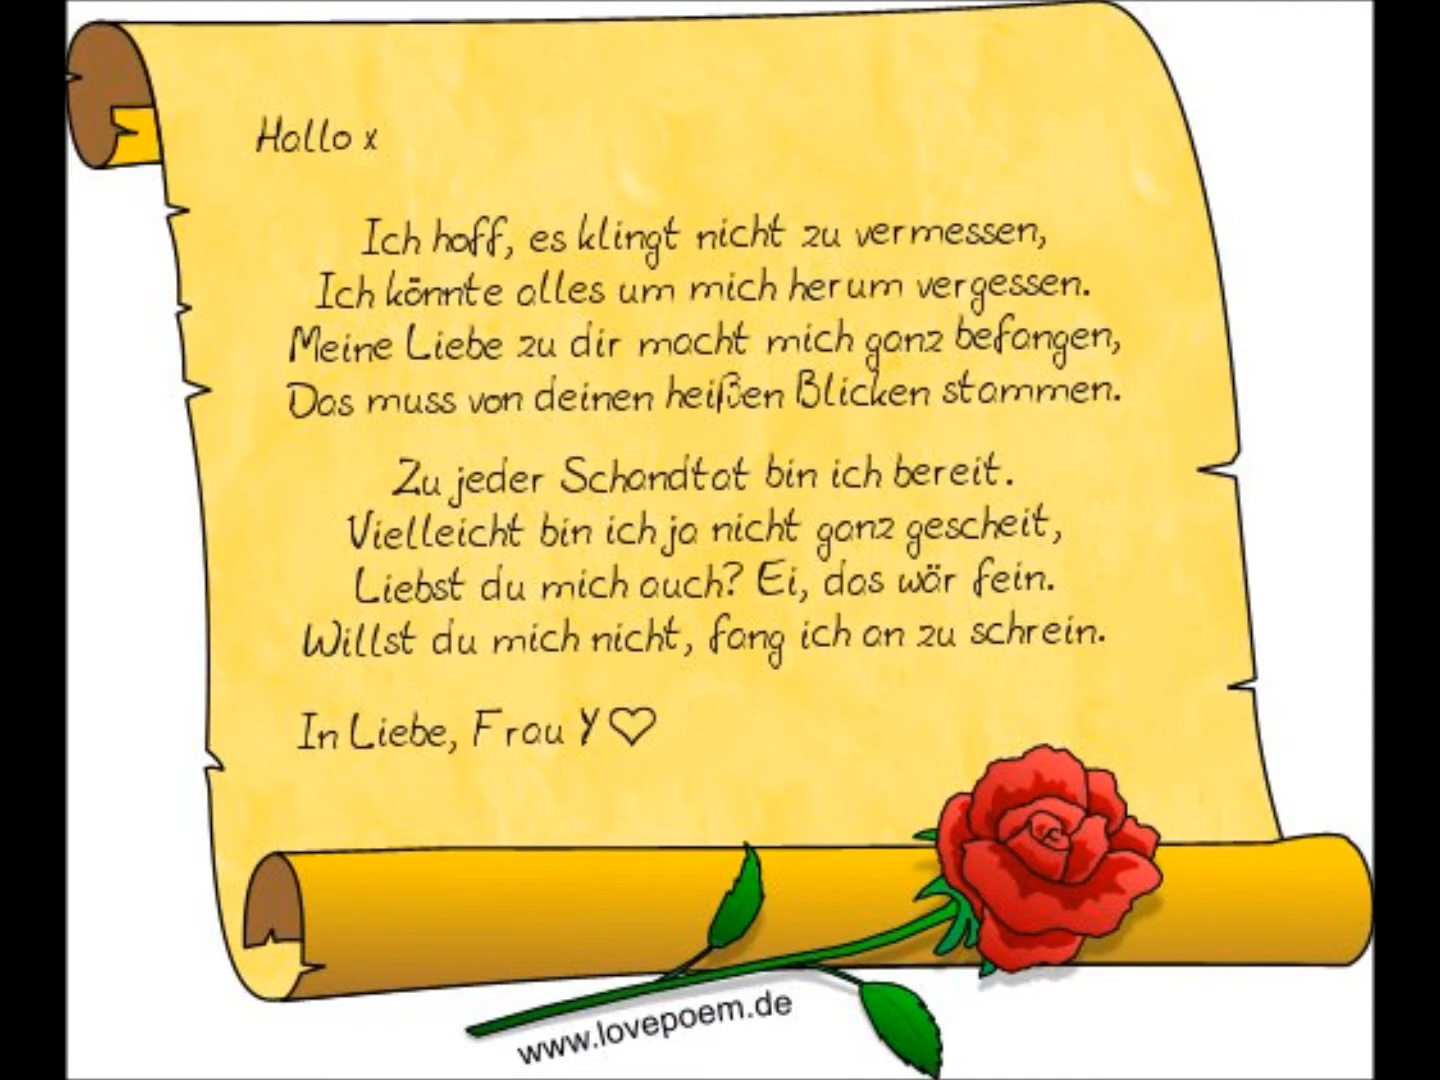 Hallo x
Ich hoff, es klingt nicht zu vermessen,
Ich könnte alles um mich herum vergessen.
Meine Liebe zu dir macht mich ganz befangen,
Das muss von deinen heißen Blicken stammen.
Zu jeder Schandtat bin ich bereit.
Vielleicht bin ich ja nicht ganz gescheit,
Liebst du mich auch? Ei, das wär fein.
Willst du mich nicht, fang ich an zu schrein.
In Liebe, Frau Y♡
www.lovepoem.de